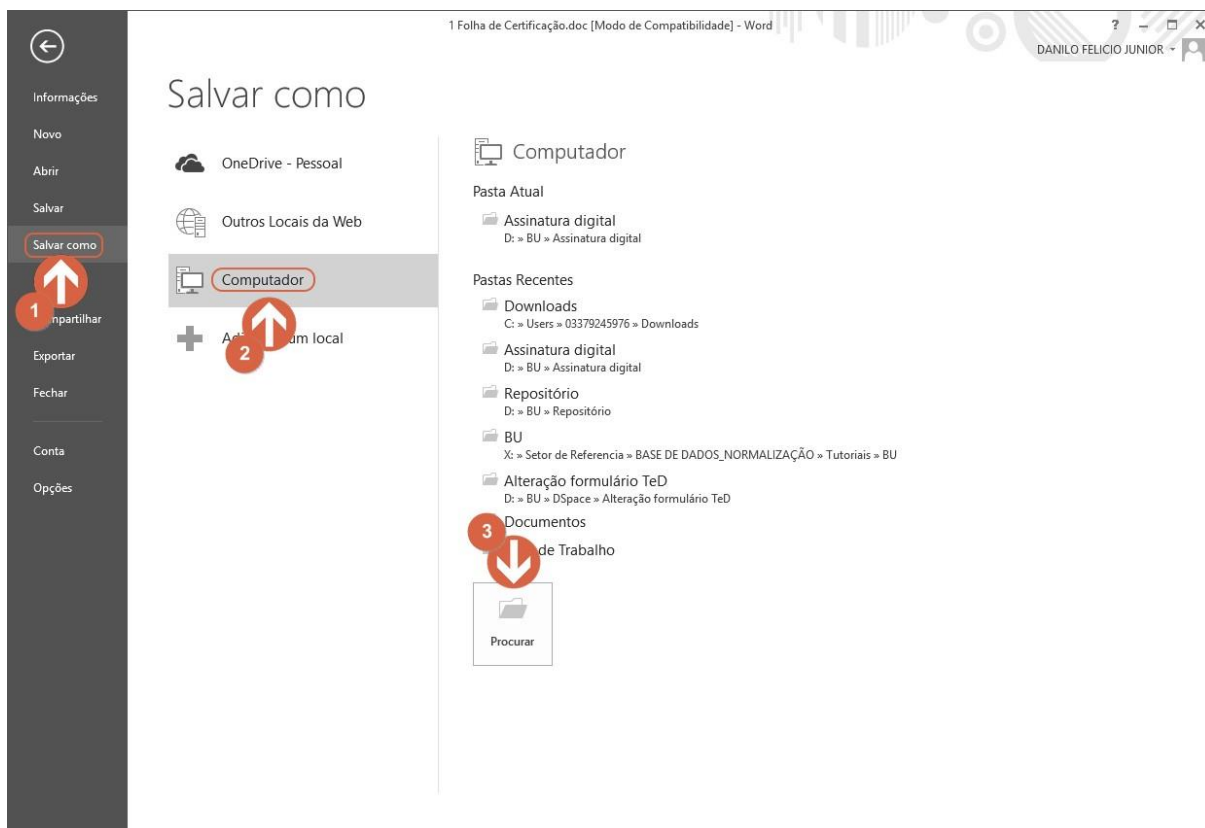 1 Folha de Certificação.doc [Modo de Compatibilidade] - Word
?
DANILO FELICIO JUNIOR
Informações
Novo
Abrir
Salvar
Salvar como
1
Exportar
Fechar
Conta
Opções
Salvar como
OneDrive - Pessoal
Outros Locais da Web
Computador
2
um local
Computador
Pasta Atual
Assinatura digital
D: » BU » Assinatura digital
Pastas Recentes
Downloads
C: » Users » 03379245976 » Downloads
Assinatura digital
D: » BU » Assinatura digital
Repositório
D: » BU » Repositório
BU
X: » Setor de Referencia » BASE DE DADOS_NORMALIZAÇÃO » Tutoriais » BU
Alteração formulário TeD
D: » BU » DSpace » Alteração formulário TeD
3
Documentos
de Trabalho
Procurar